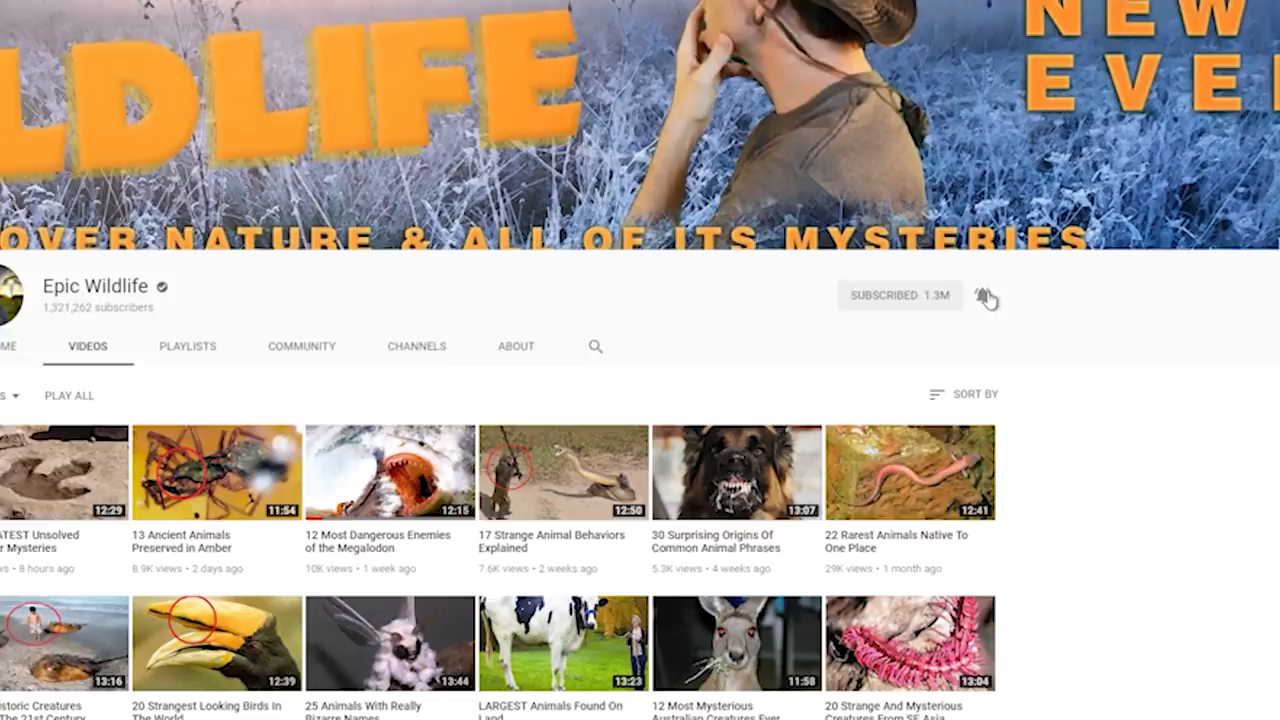 LDLIFE
NEW
EVE
OVER NATURE & ALL OF ITS MYSTERIES
Epic Wildlife
1,321,262 subscribers
SUBSCRIBED 1.3M
ME
VIDEOS
PLAYLISTS
COMMUNITY
CHANNELS
ABOUT
S
PLAY ALL
SORT BY
12:29
11:54
12:15
12:50
13:07
12:41
ATEST Unsolved
r Mysteries
ws • 8 hours ago
13 Ancient Animals
Preserved in Amber
8.9K views • 2 days ago
12 Most Dangerous Enemies
of the Megalodon
10K views • 1 week ago
17 Strange Animal Behaviors
Explained
7.6K views • 2 weeks ago
30 Surprising Origins Of
Common Animal Phrases
5.3K views • 4 weeks ago
22 Rarest Animals Native To
One Place
29K views • 1 month ago
13:16
12:39
13:44
13:23
11:58
13:04
istoric Creatures
The 21st Century
20 Strangest Looking Birds In
The World
25 Animals With Really
Bizarre Names
LARGEST Animals Found On
Land
12 Most Mysterious
Australian Creatures Ever
20 Strange And Mysterious
Creatures From SE Asia